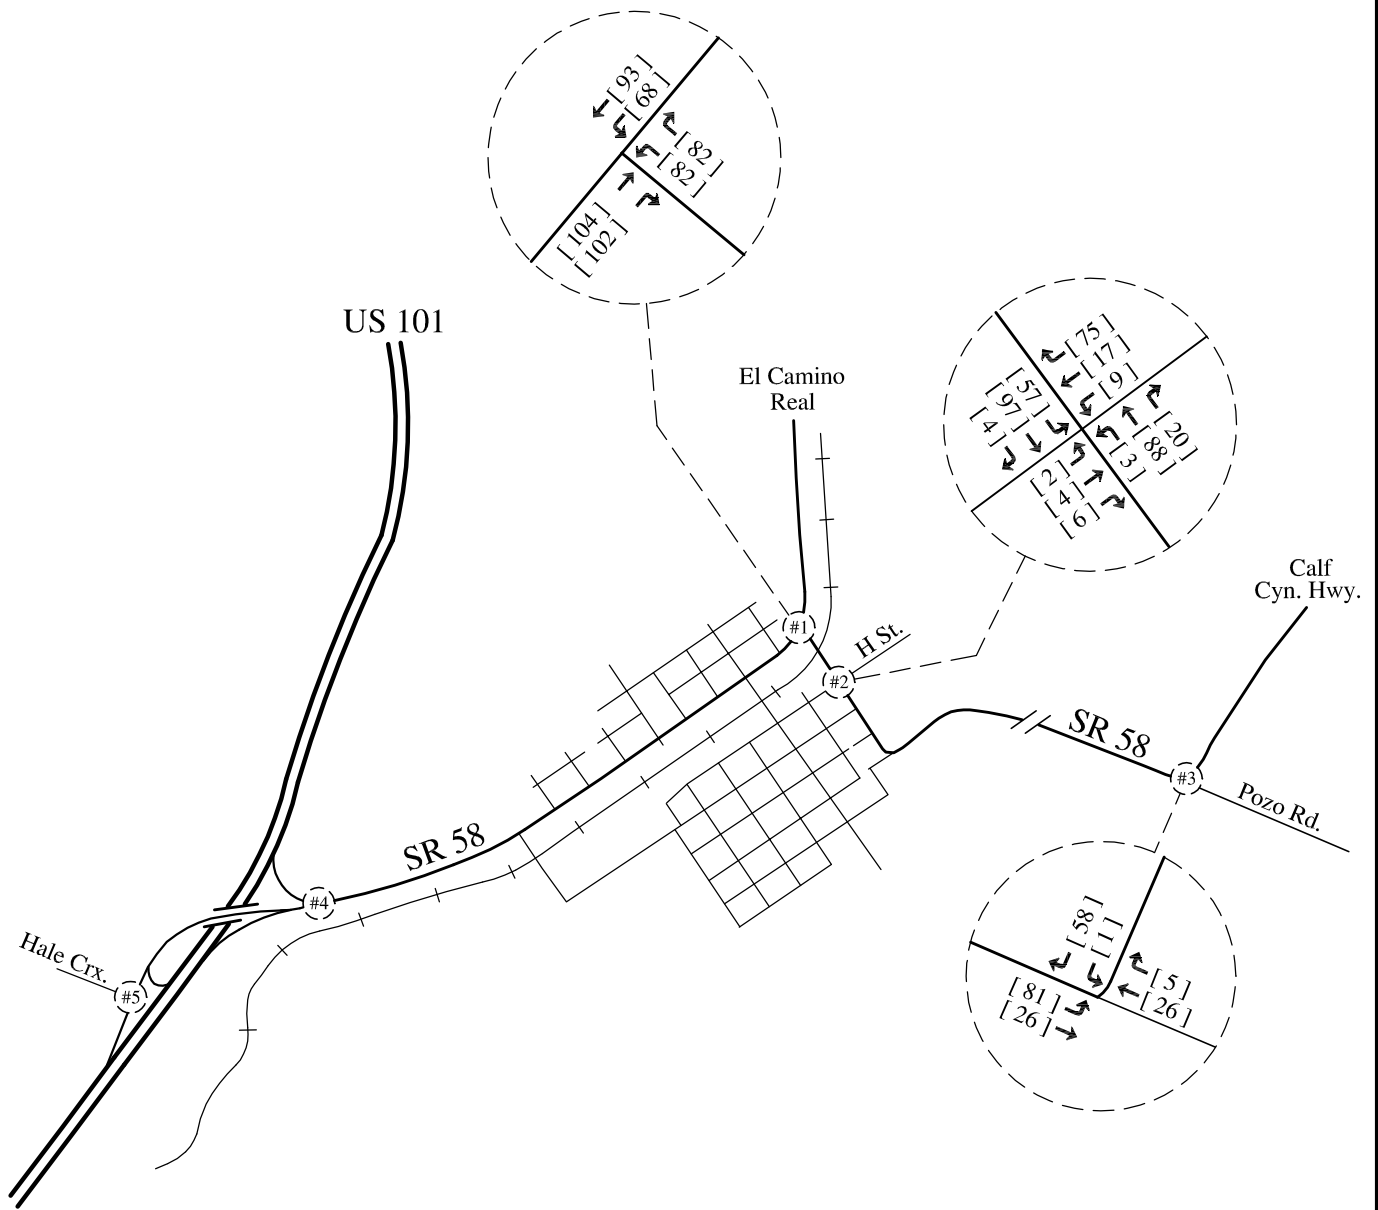 [ 93 ]
[ 68 ]
[ 82 ]
[ 82 ]
[ 104 ]
[ 102 ]
US 101
El Camino
Real
[ 75 ]
[ 17 ]
[ 9 ]
[ 57 ]
[ 97 ]
[ 4 ]
[ 20 ]
[ 88 ]
[ 3 ]
[ 2 ]
[ 4 ]
[ 6 ]
Calf
Cyn. Hwy.
#1
H St.
#2
SR 58
#3
Pozo Rd.
SR 58
#4
Hale Crx.
#5
[ 58 ]
[ 1 ]
[ 5 ]
[ 26 ]
[ 81 ]
[ 26 ]